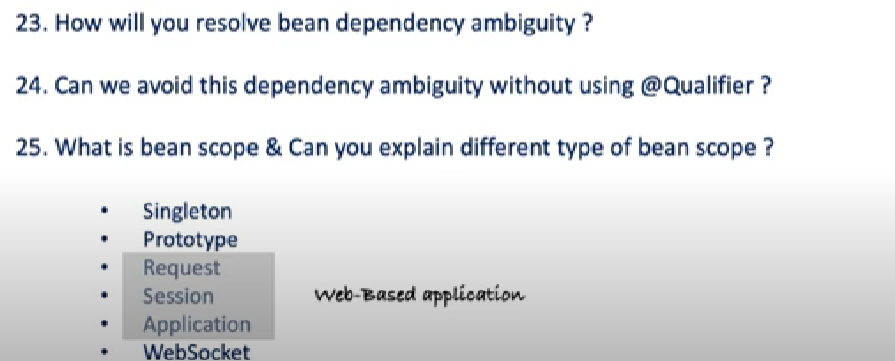 23. How will you resolve bean dependency ambiguity ?
24. Can we avoid this dependency ambiguity without using @Qualifier ?
25. What is bean scope & Can you explain different type of bean scope ?
• Singleton
• Prototype
• Request
• Session Web-Based application
• Application
• WebSocket